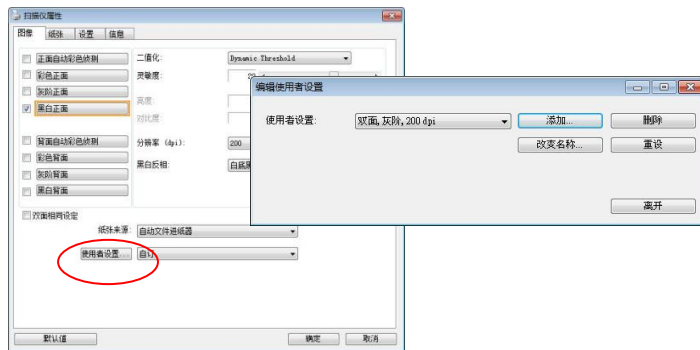 扫描仪属性
图像 纸张 设置 信息
正面自动彩色侦测
彩色正面
灰阶正面
黑白正面
背面自动彩色侦测
彩色背面
灰阶背面
黑白背面
二值化: Dynamic Threshold
灵敏度:
亮度:
对比度:
分辨率 (dpi): 200
黑白反相: 白底黑
双面相同设定
纸张来源: 自动文件进纸器
使用者设置... 自订
默认值 确定 取消
编辑使用者设置
使用者设置: 双面,灰阶,200 dpi 添加... 删除
改变名称... 重设
离开